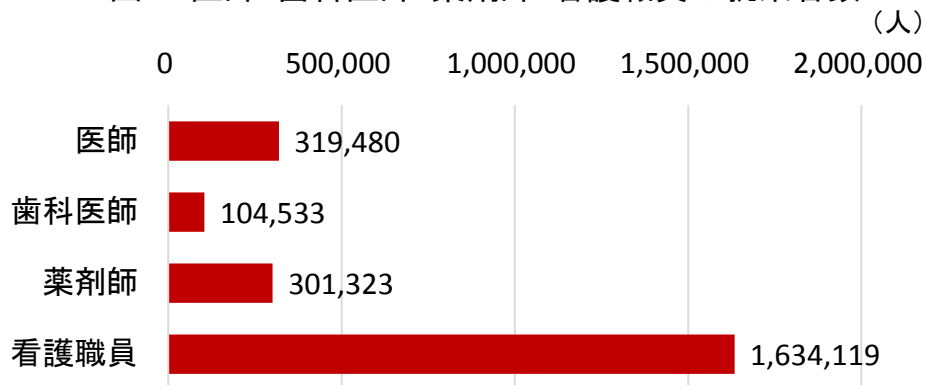 （人）
0 500,000 1,000,000 1,500,000 2,000,000
医師 319,480
歯科医師 104,533
薬剤師 301,323
看護職員 1,634,119